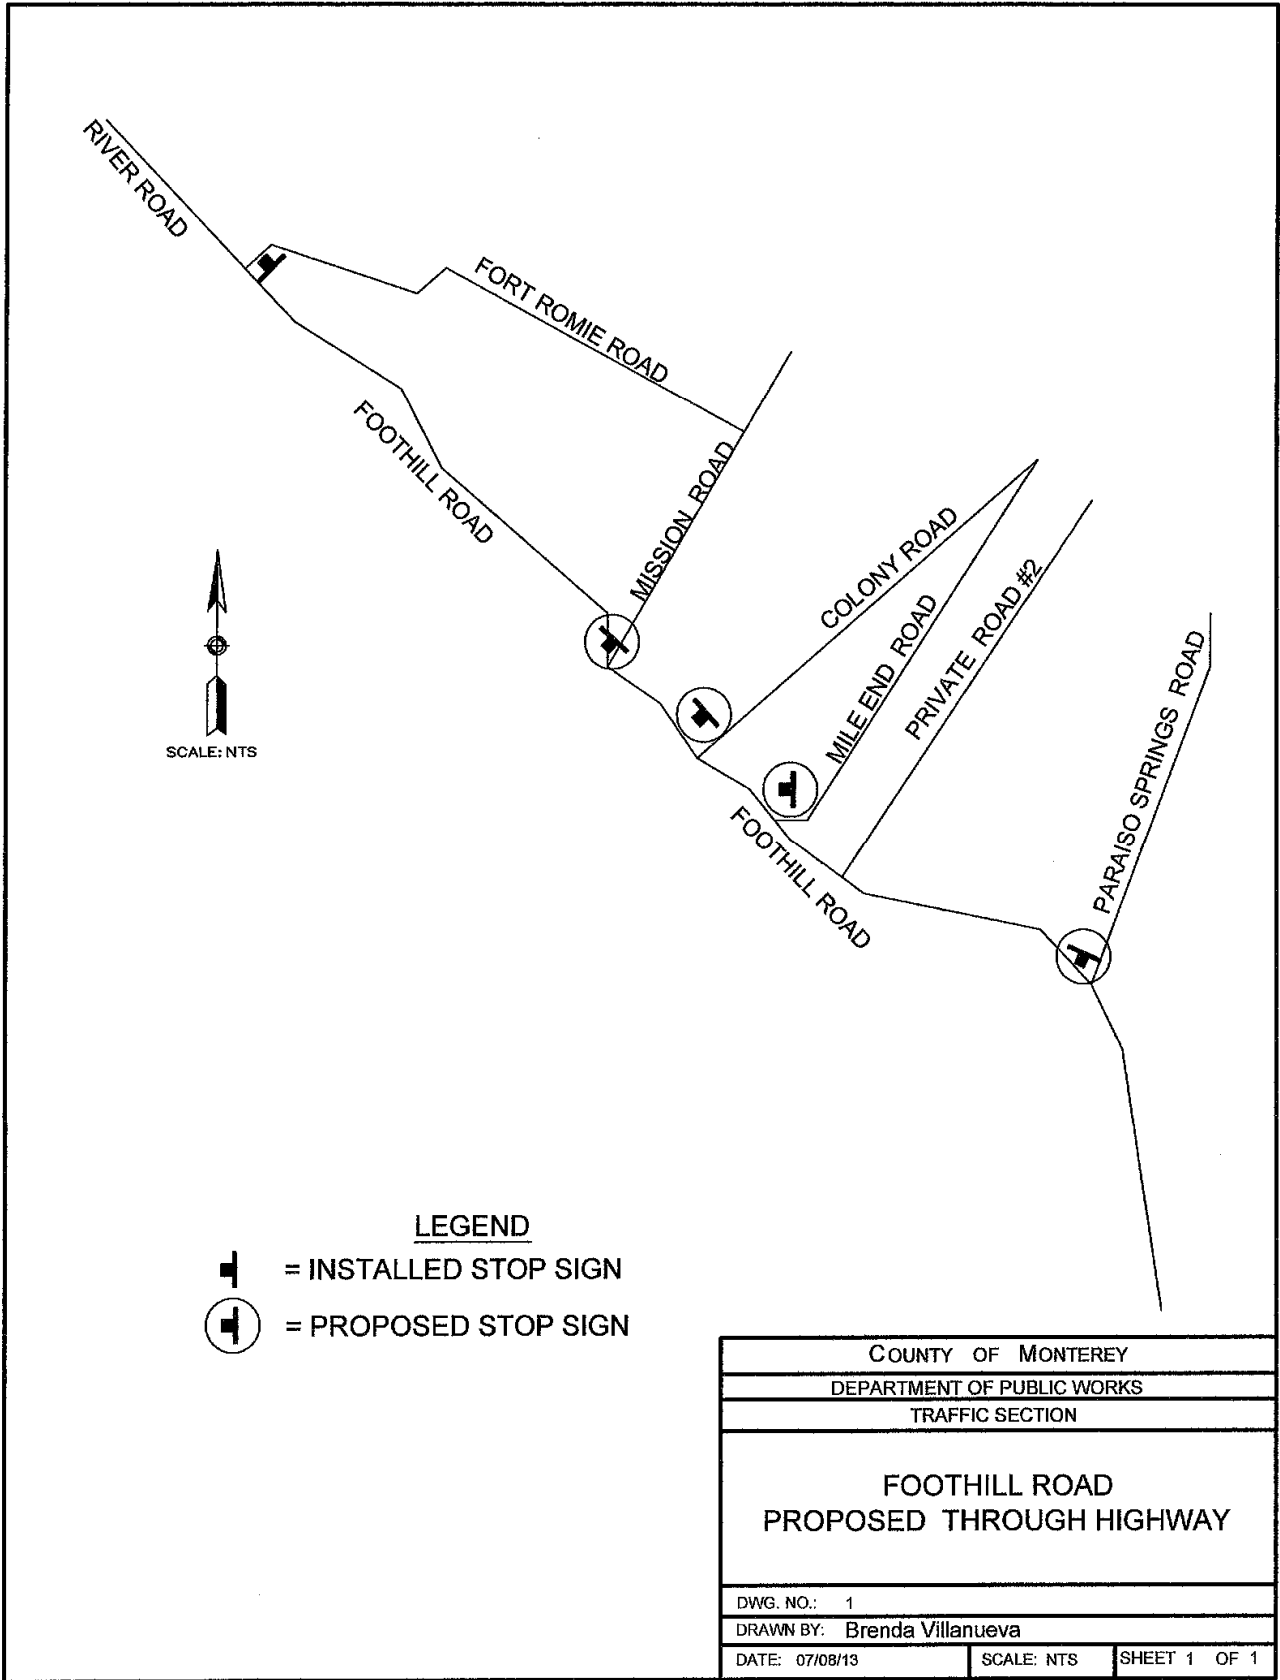 RIVER ROAD
FORT ROMIE ROAD
FOOTHILL ROAD
MISSION ROAD
COLONY ROAD
MILE END ROAD
PRIVATE ROAD #2
PARAISO SPRINGS ROAD
FOOTHILL ROAD
SCALE: NTS
LEGEND
= INSTALLED STOP SIGN
= PROPOSED STOP SIGN
COUNTY OF MONTEREY
DEPARTMENT OF PUBLIC WORKS
TRAFFIC SECTION
FOOTHILL ROAD
PROPOSED THROUGH HIGHWAY
DWG. NO.: 1
DRAWN BY: Brenda Villanueva
DATE: 07/08/13 SCALE: NTS SHEET 1 OF 1